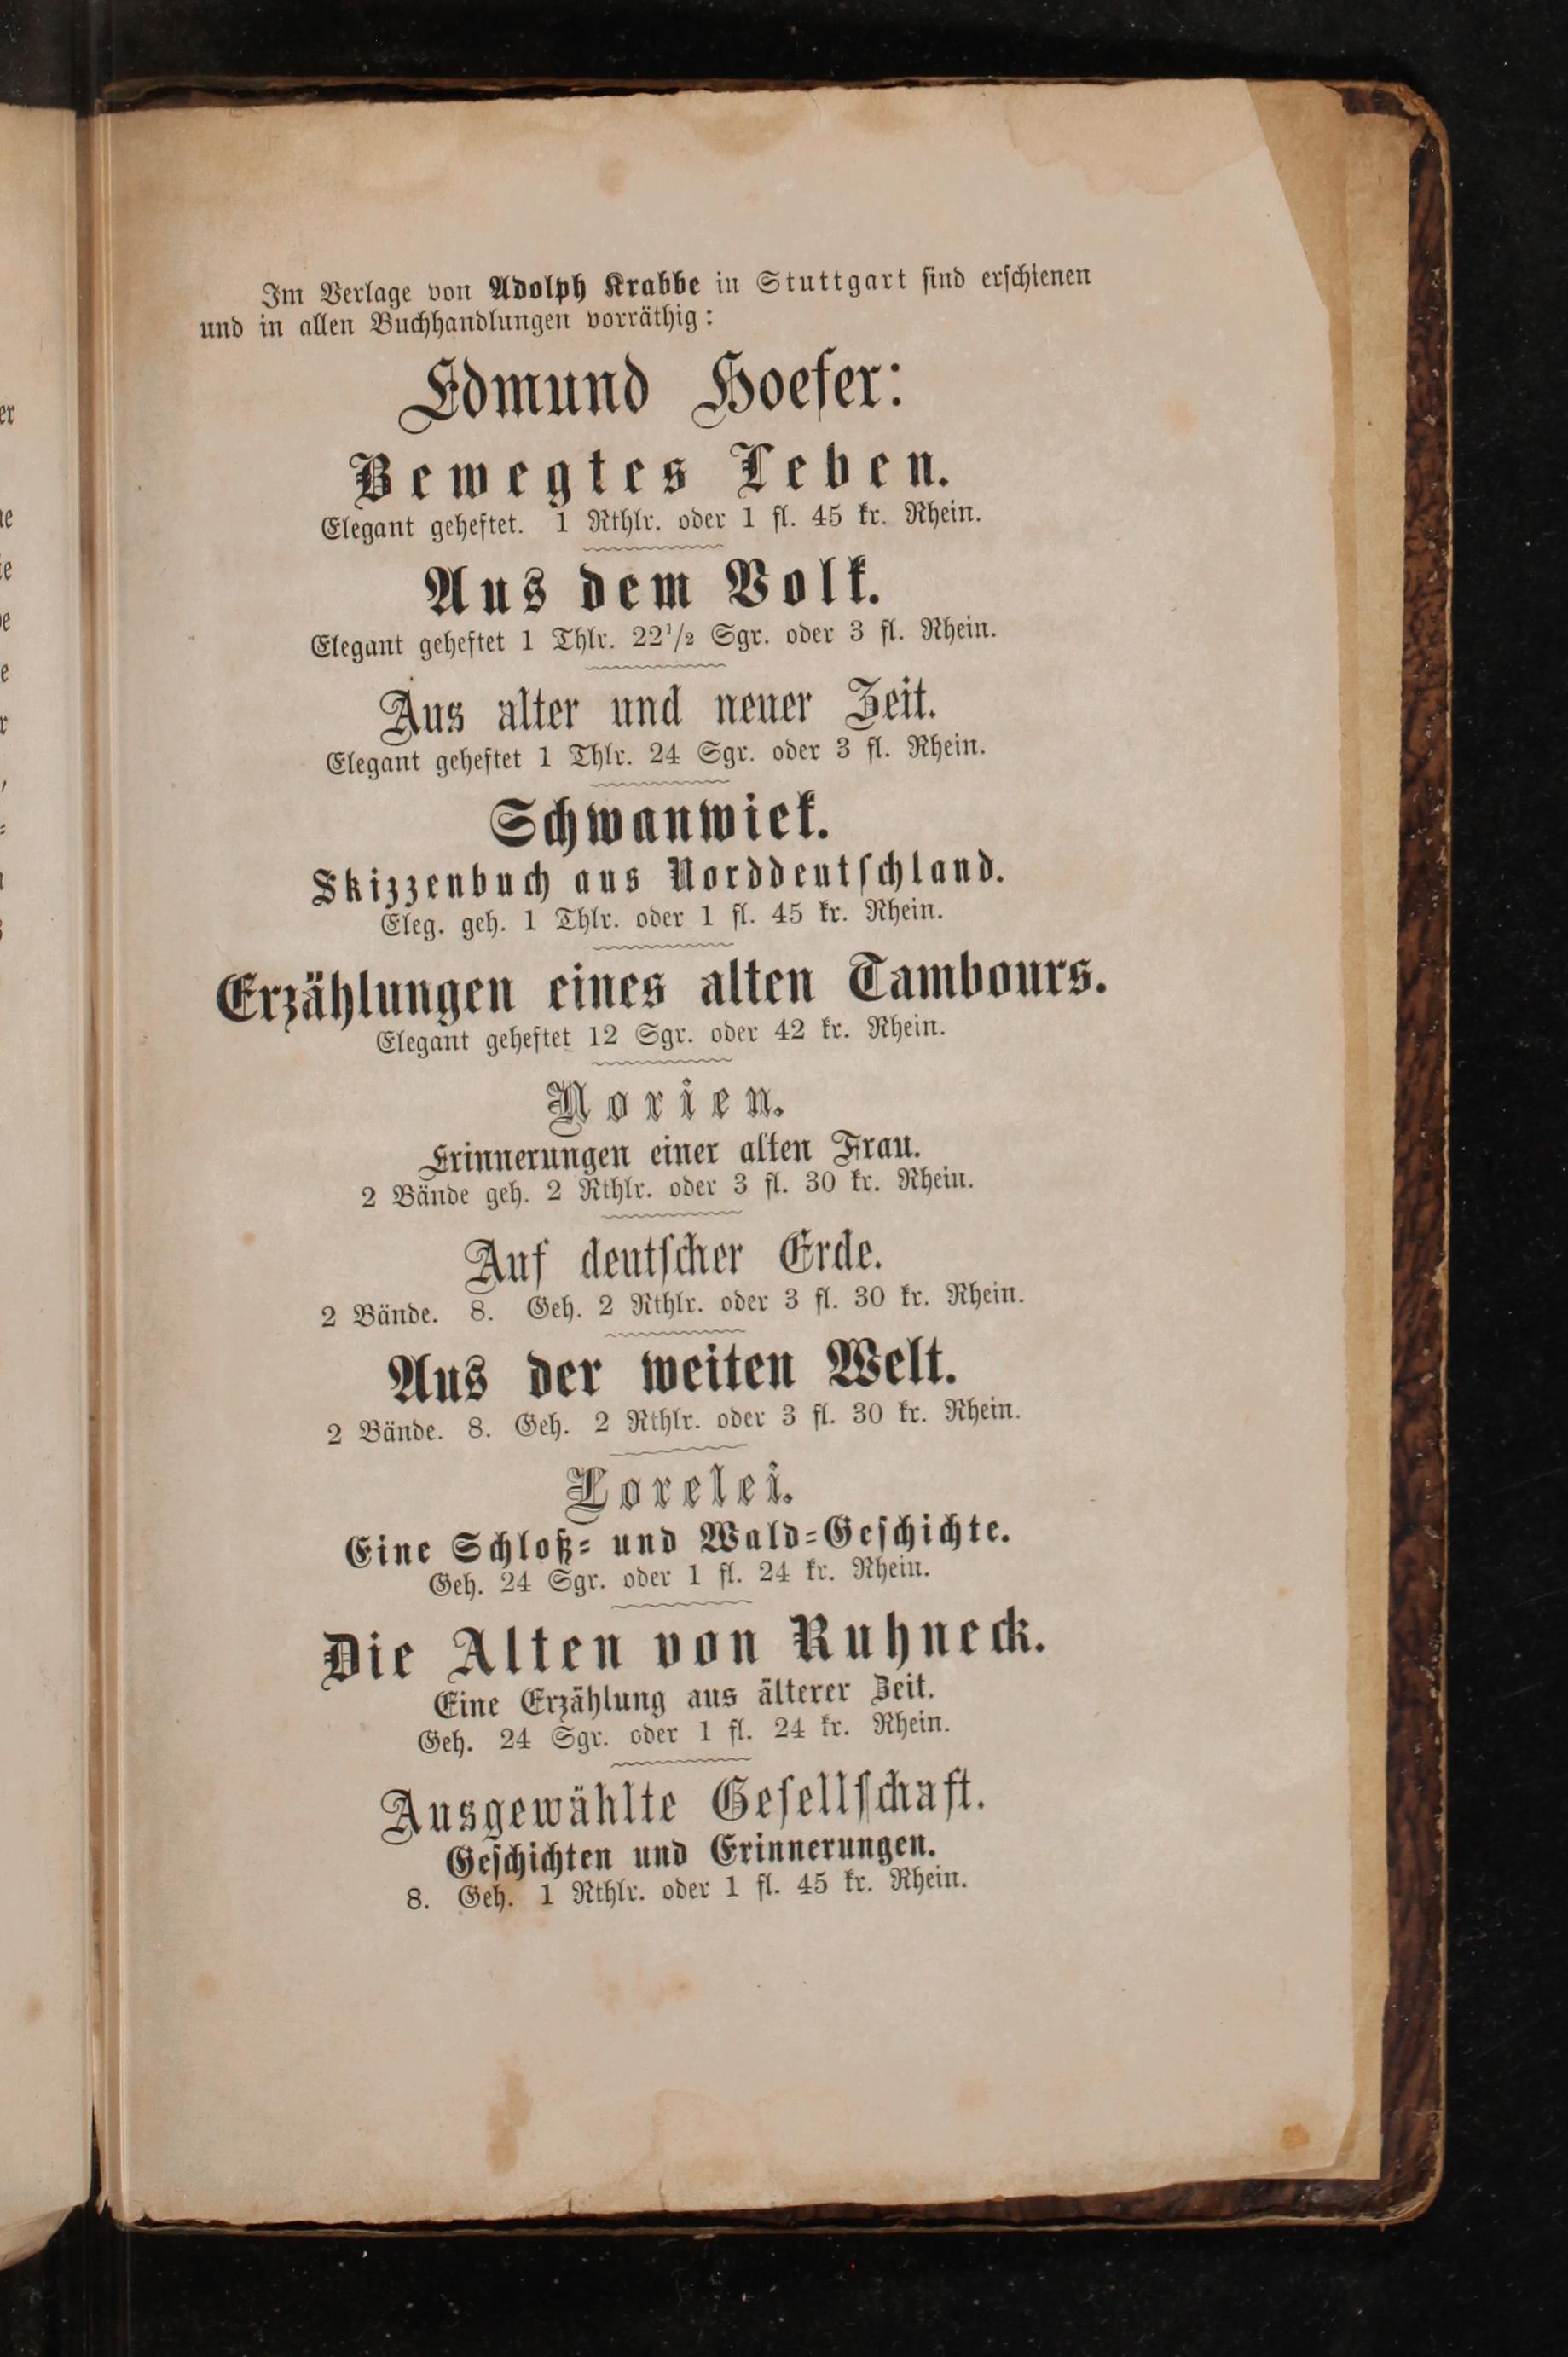 Im Verlage von Adolph Krabbe in Stuttgart sind erschienen
und in allen Buchhandlungen vorräthig:
Edmund Hoefer:
Bewegtes Leben.
Elegant geheftet. 1 Rthlr. oder 1 fl. 45 kr. Rhein.
Aus dem Volk.
Elegant geheftet 1 Thlr. 22½ Sgr. oder 3 fl. Rhein.
Aus alter und neuer Zeit.
Elegant geheftet 1 Thlr. 24 Sgr. oder 3 fl. Rhein.
Schwanwiek.
Skizzenbuch aus Norddeutschland.
Eleg. geh. 1 Thlr. oder 1 fl. 45 kr. Rhein.
Erzählungen eines alten Tambours.
Elegant geheftet 12 Sgr. oder 42 kr. Rhein.
Norien.
Erinnerungen einer alten Frau.
2 Bände geh. 2 Rthlr. oder 3 fl. 30 kr. Rhein.
Auf deutscher Erde.
2 Bände. 8. Geh. 2 Rthlr. oder 3 fl. 30 kr. Rhein.
Aus der weiten Welt.
2 Bände. 8. Geh. 2 Rthlr. oder 3 fl. 30 kr. Rhein.
Lorelei.
Eine Schloß- und Wald-Geschichte.
Geh. 24 Sgr. oder 1 fl. 24 kr. Rhein.
Die Alten von Ruhneck.
Eine Erzählung aus älterer Zeit.
Geh. 24 Sgr. oder 1 fl. 24 kr. Rhein.
Ausgewählte Gesellschaft.
Geschichten und Erinnerungen.
8. Geh. 1 Rthlr. oder 1 fl. 45 kr. Rhein.